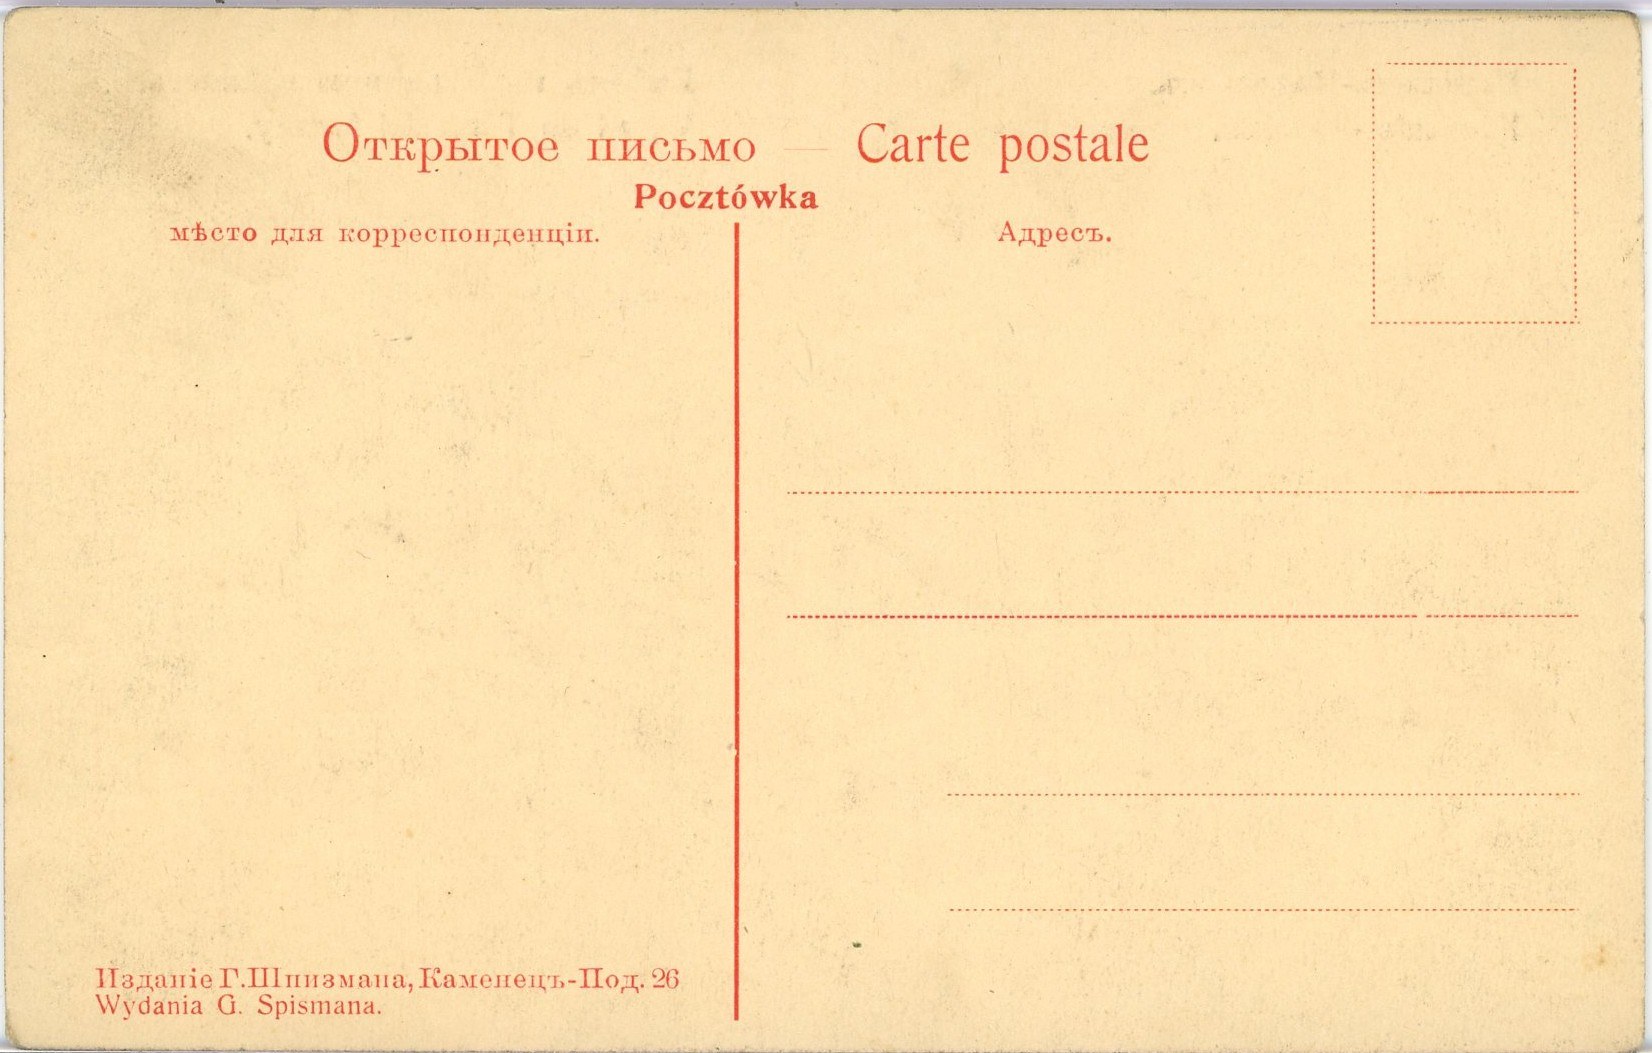 Открытое письмо — Carte postale
Pocztówka
мѣсто для корреспонденціи.
Адресъ.
Изданіе Г.Шпизмана, Каменецъ-Под. 26
Wydania G. Spismana.